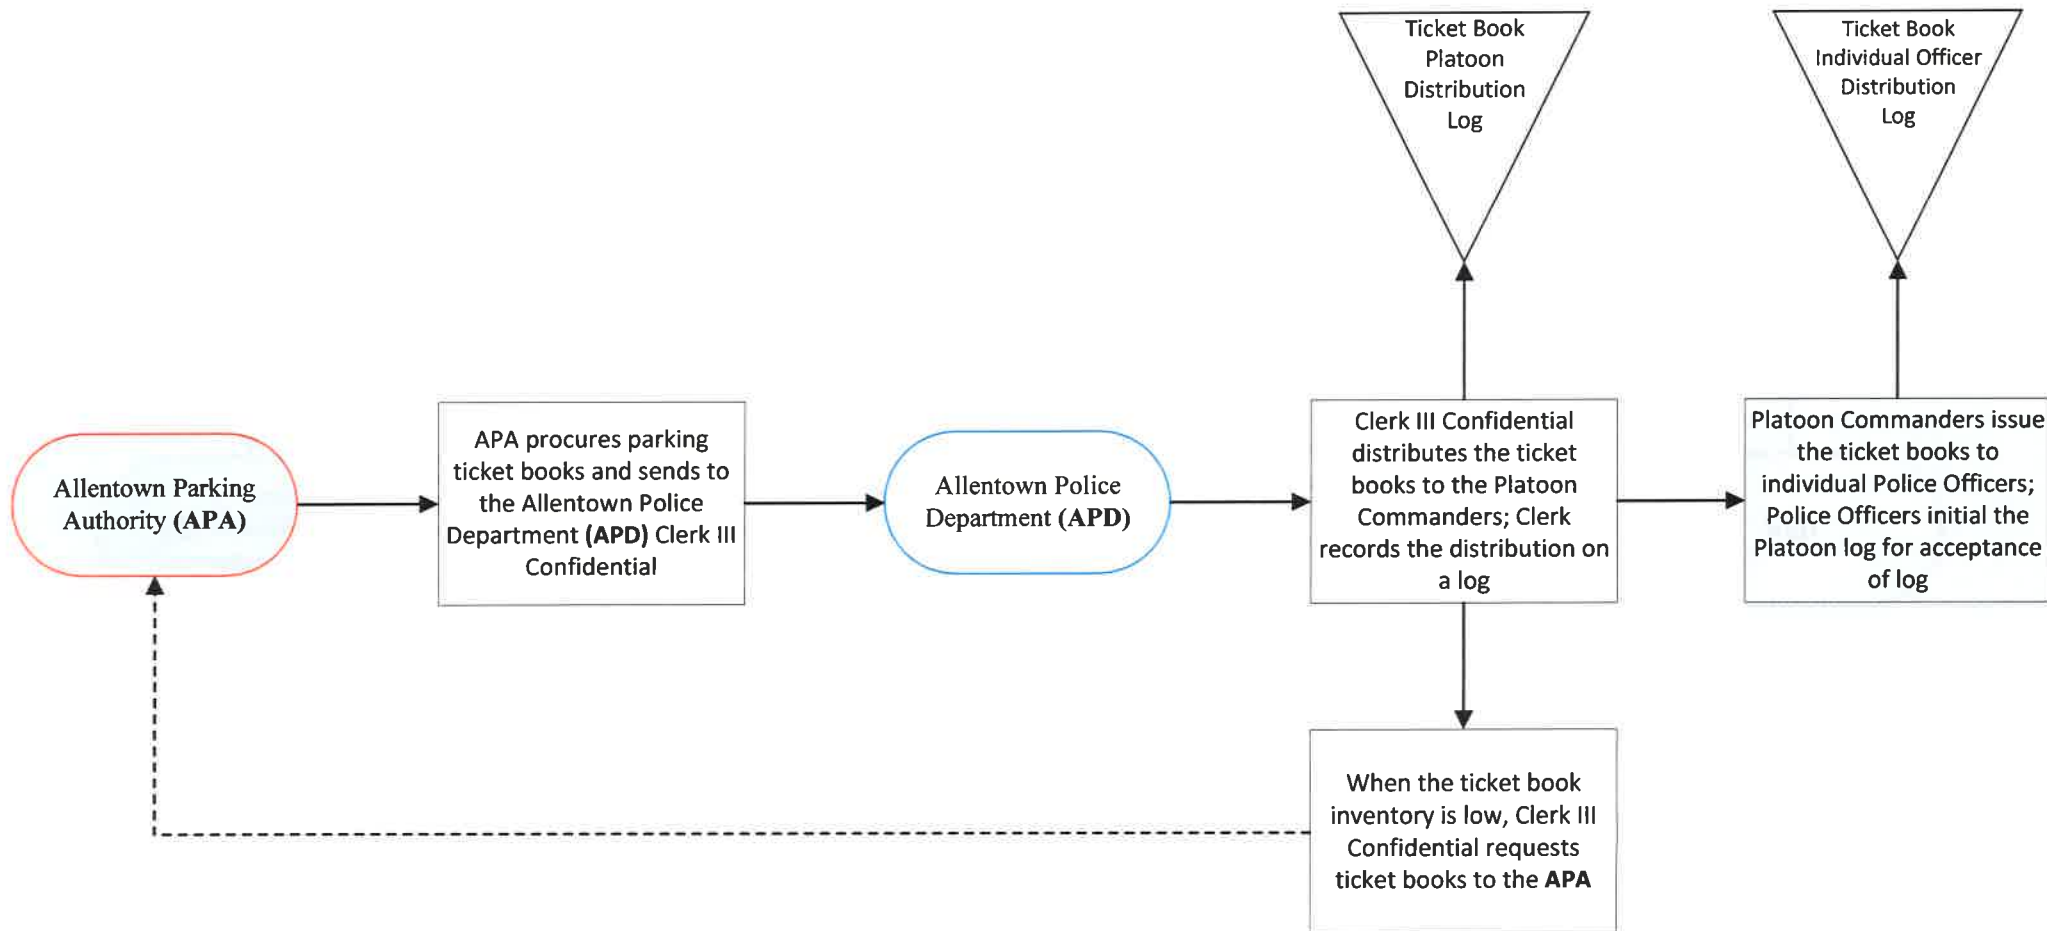 Ticket Book
Platoon
Distribution
Log
Ticket Book
Individual Officer
Distribution
Log
Allentown Parking
Authority (APA)
APA procures parking
ticket books and sends to
the Allentown Police
Department (APD) Clerk III
Confidential
Allentown Police
Department (APD)
Clerk III Confidential
distributes the ticket
books to the Platoon
Commanders; Clerk
records the distribution on
a log
Platoon Commanders issue
the ticket books to
individual Police Officers;
Police Officers initial the
Platoon log for acceptance
of log
When the ticket book
inventory is low, Clerk III
Confidential requests
ticket books to the APA